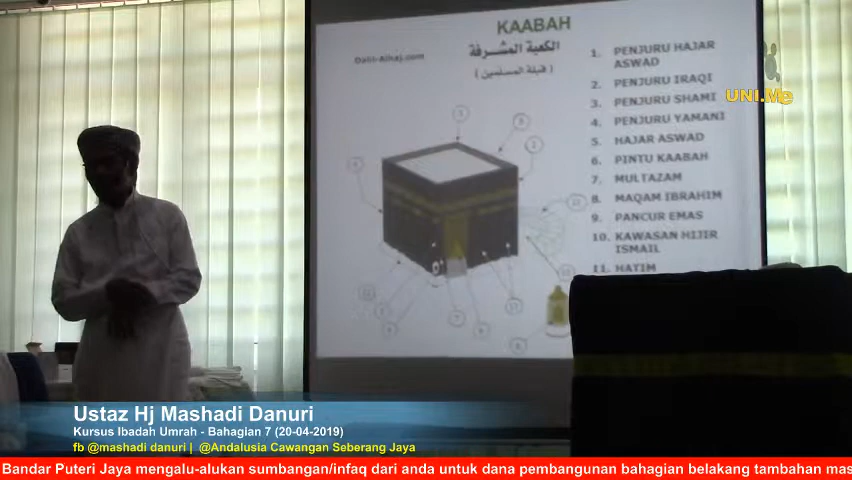 KAABAH
الكعبة المشرفة
Dalil-Alhaj.com
( قبلة المسلمين )
1. PENJURU HAJAR
ASWAD
2. PENJURU IRAQI
3. PENJURU SHAMI
4. PENJURU YAMANI
5. HAJAR ASWAD
6. PINTU KAABAH
7. MULTAZAM
8. MAQAM IBRAHIM
9. PANCUR EMAS
10. KAWASAN HIJIR
ISMAIL
11. HATIM
UNI.Me
Ustaz Hj Mashadi Danuri
Kursus Ibadah Umrah - Bahagian 7 (20-04-2019)
fb @mashadi danuri | @Andalusia Cawangan Seberang Jaya
Bandar Puteri Jaya mengalu-alukan sumbangan/infaq dari anda untuk dana pembangunan bahagian belakang tambahan mas